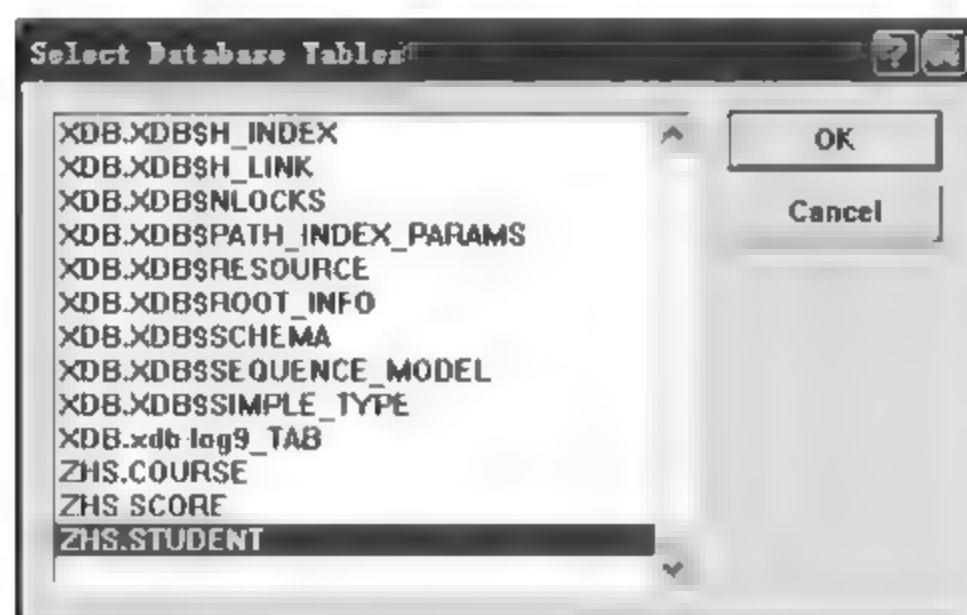 Select Database Tables
XDB.XDB$H_INDEX
XDB.XDB$H_LINK
XDB.XDB$NLOCKS
XDB.XDB$PATH_INDEX_PARAMS
XDB.XDB$RESOURCE
XDB.XDB$ROOT_INFO
XDB.XDB$SCHEMA
XDB.XDB$SEQUENCE_MODEL
XDB.XDB$SIMPLE_TYPE
XDB.xdb-log9_TAB
ZHS.COURSE
ZHS.SCORE
ZHS.STUDENT
OK
Cancel